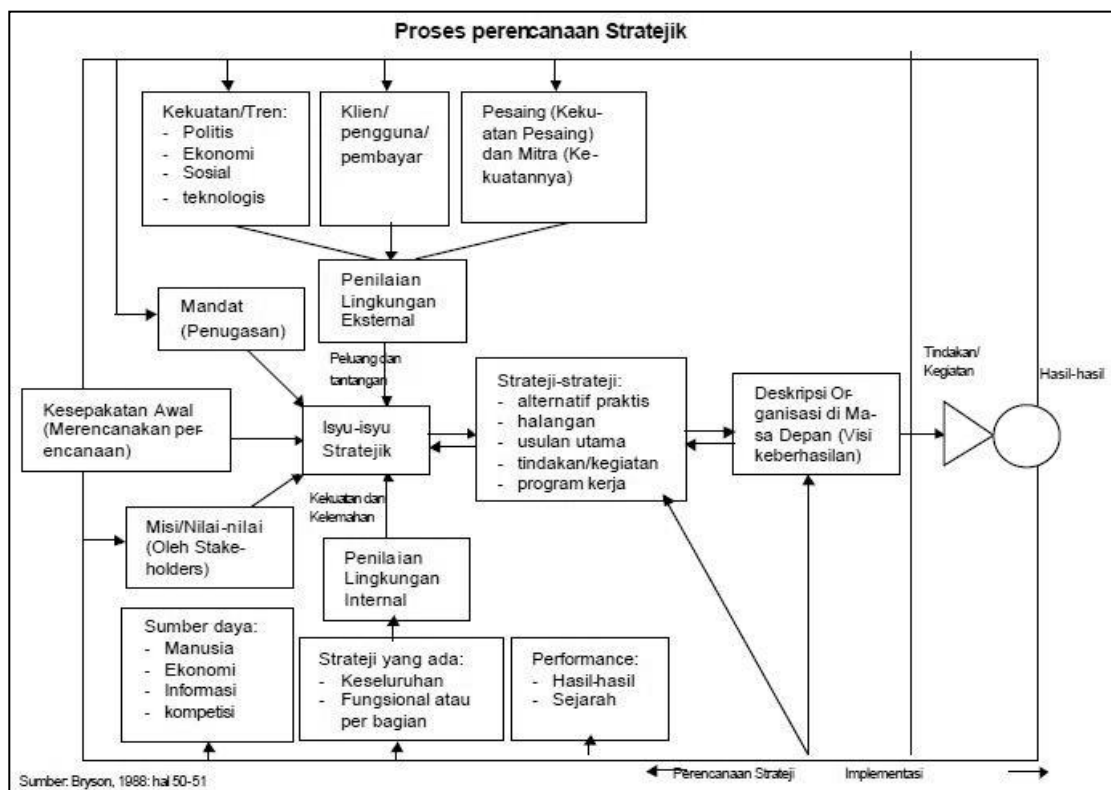 Proses perencanaan Stratejik
Kekuatan/Tren:
- Politis
- Ekonomi
- Sosial
- teknologis
Klien/
pengguna/
pembayar
Pesaing (Keku-
atan Pesaing)
dan Mitra (Ke-
kuatannya)
Penilaian
Lingkungan
Eksternal
Mandat
(Penugasan)
Peluang dan
tantangan
Kesepakatan Awal
(Merencanakan per-
encanaan)
Isyu-isyu
Stratejik
Strateji-strateji:
- alternatif praktis
- halangan
- usulan utama
- tindakan/kegiatan
- program kerja
Deskripsi Or-
ganisasi di Ma-
sa Depan (Visi
keberhasilan)
Tindakan/
Kegiatan
Hasil-hasil
Kekuatan dan
Kelemahan
Misi/Nilai-nilai
(Oleh Stake-
holders)
Penilaian
Lingkungan
Internal
Sumber daya:
- Manusia
- Ekonomi
- Informasi
- kompetisi
Strateji yang ada:
- Keseluruhan
- Fungsional atau
per bagian
Performance:
- Hasil-hasil
- Sejarah
Sumber: Bryson, 1988: hal 50-51
Perencanaan Strateji
Implementasi